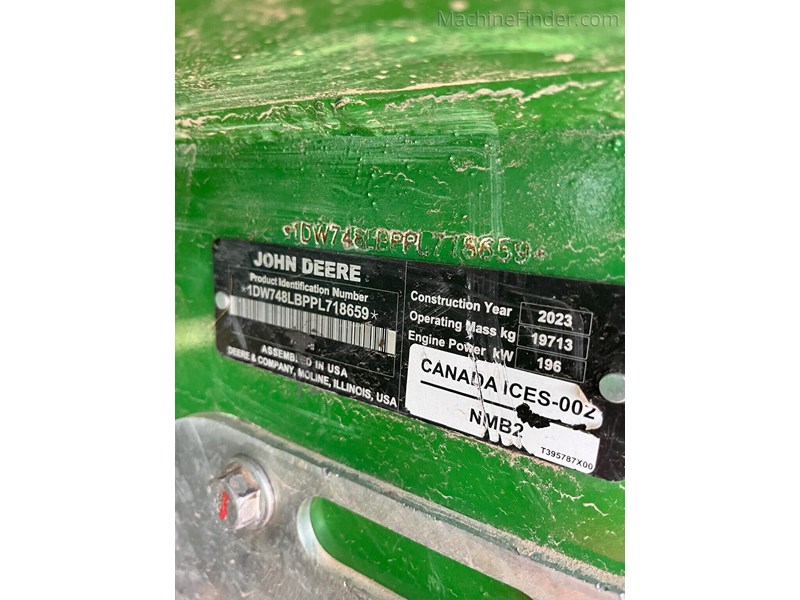 MachineFinder.com
*1DW748LBPPL718659*
JOHN DEERE
Product Identification Number
*1DW748LBPPL718659*
ASSEMBLED IN USA
DEERE & COMPANY, MOLINE, ILLINOIS, USA
Construction Year 2023
Operating Mass kg 19713
Engine Power kW 196
CANADA ICES-002
NMB2
T395787X00